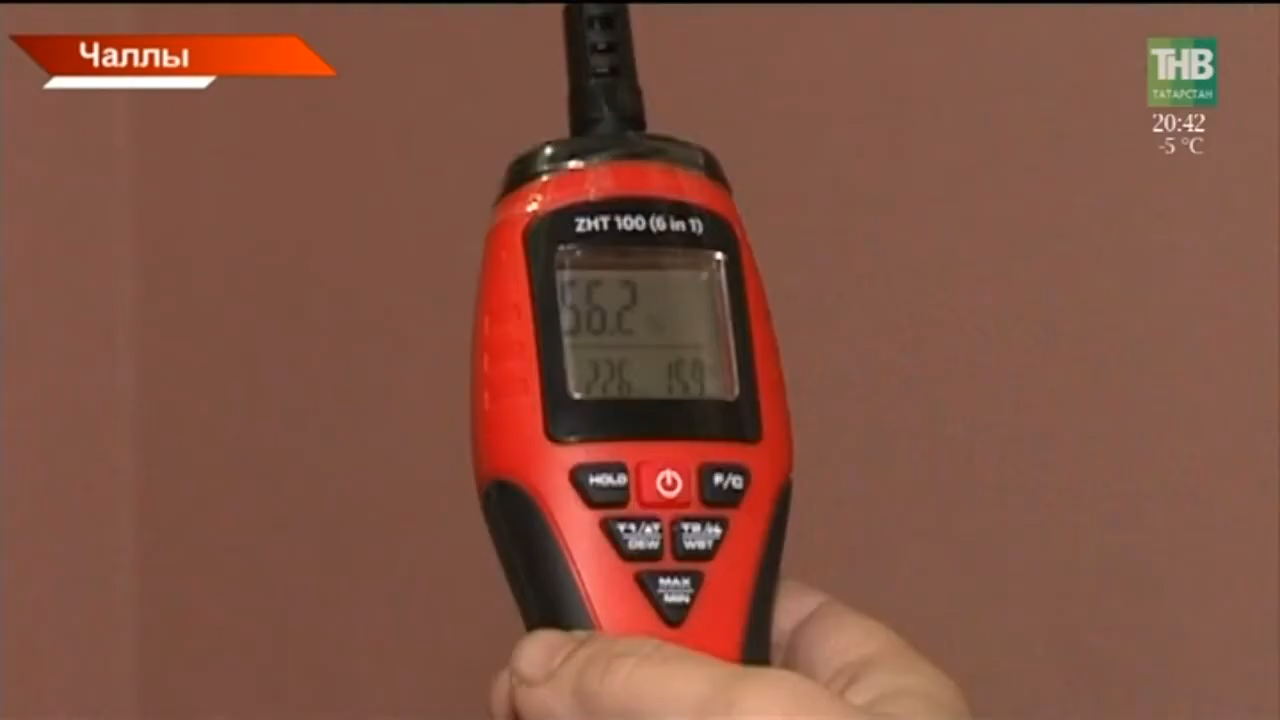 Чаллы
ТНВ
ТАТАРСТАН
20:42
-5 °C
ZHT 100 (6 in 1)
56.2
22.6 15.9
HOLD F/C
WBT
MAX
MIN